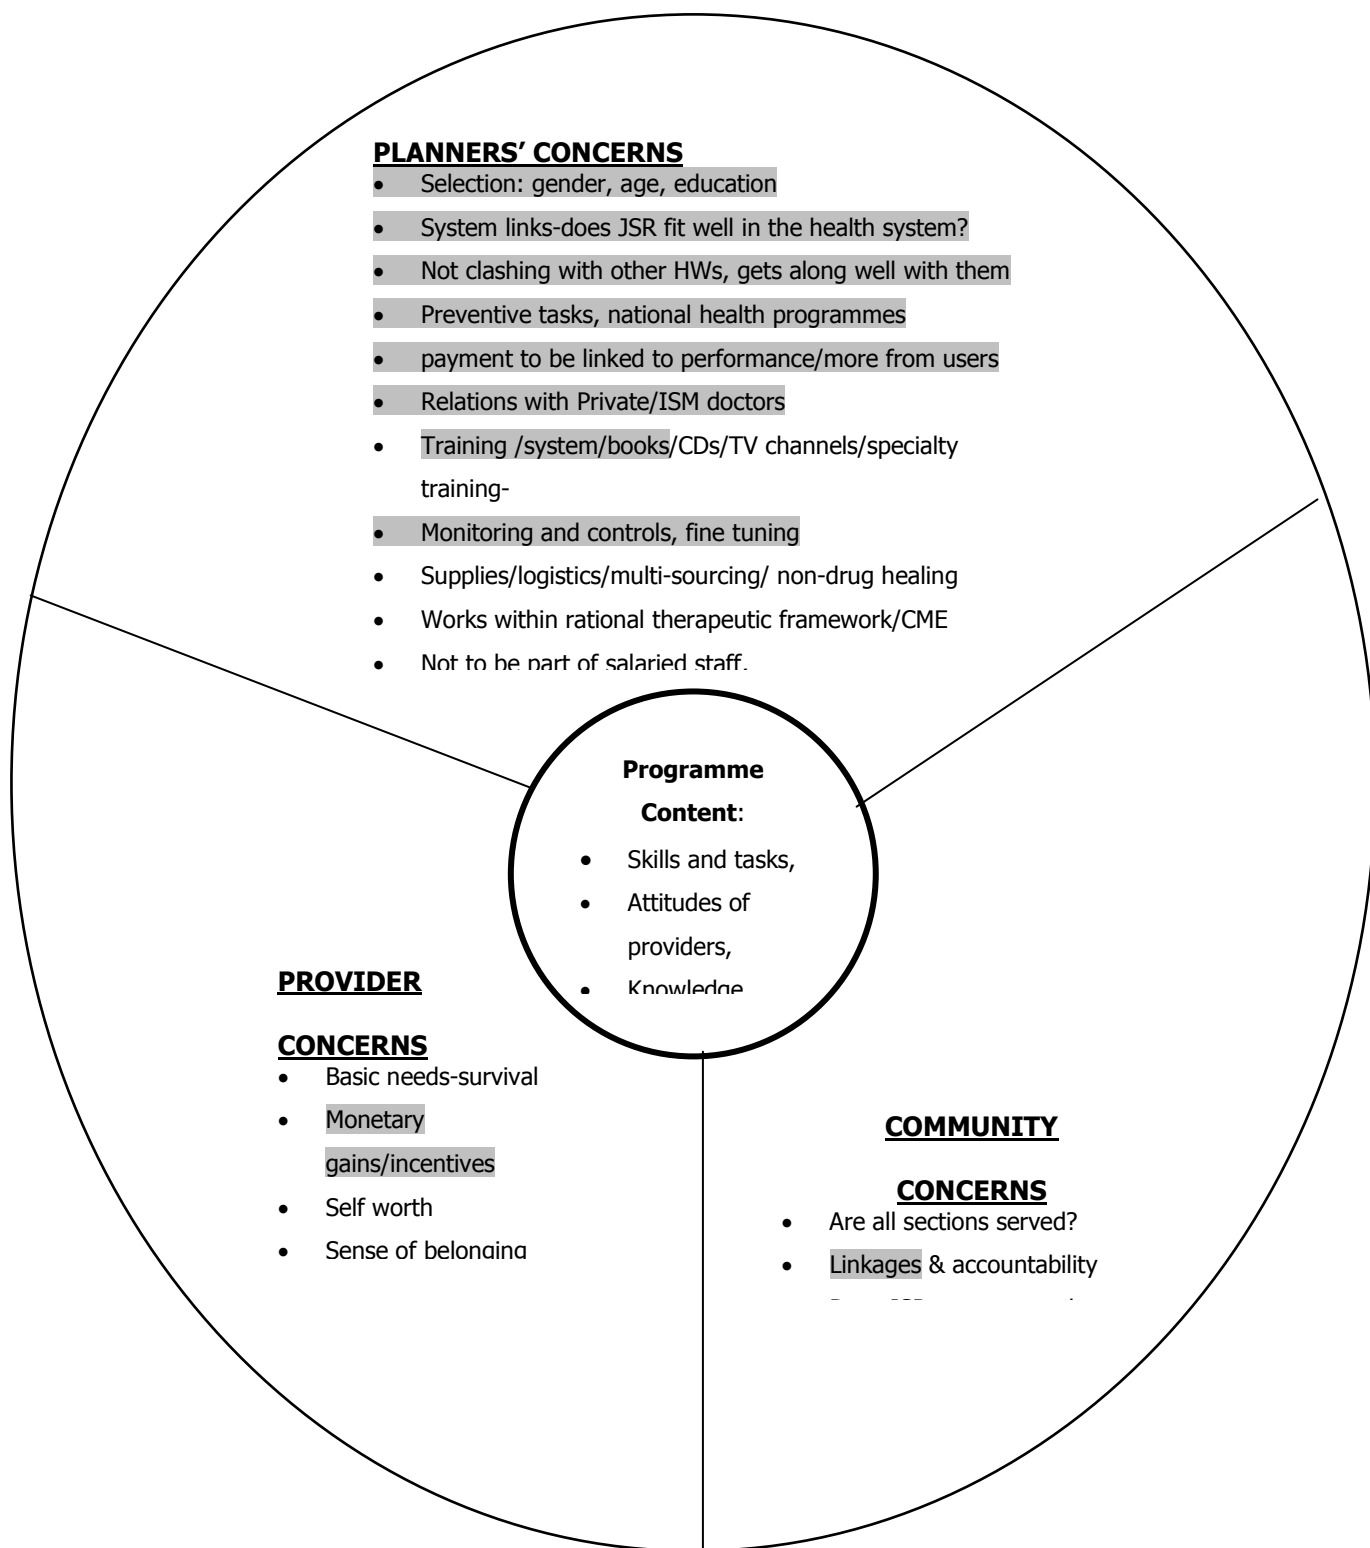 PLANNERS’ CONCERNS
• Selection: gender, age, education
• System links-does JSR fit well in the health system?
• Not clashing with other HWs, gets along well with them
• Preventive tasks, national health programmes
• payment to be linked to performance/more from users
• Relations with Private/ISM doctors
• Training /system/books/CDs/TV channels/specialty
training-
• Monitoring and controls, fine tuning
• Supplies/logistics/multi-sourcing/ non-drug healing
• Works within rational therapeutic framework/CME
• Not to be part of salaried staff.
Programme
Content:
• Skills and tasks,
• Attitudes of
providers,
• Knowledge
PROVIDER
CONCERNS
• Basic needs-survival
• Monetary
gains/incentives
• Self worth
• Sense of belonging
COMMUNITY
CONCERNS
• Are all sections served?
• Linkages & accountability